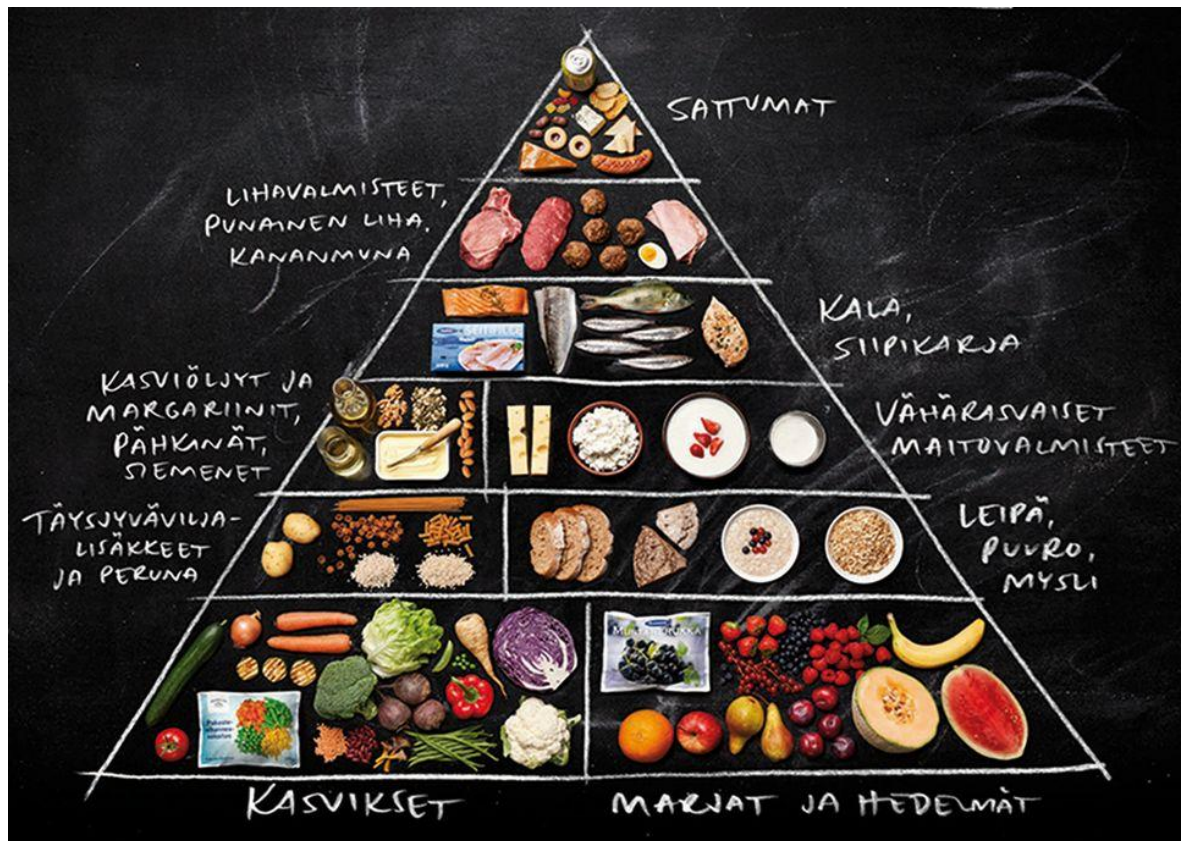 SATTUMAT
LIHAVALMISTEET,
PUNAINEN LIHA,
KANANMUNA
KALA,
SIIPIKARJA
KASVIÖLJYT JA
MARGARIINIT,
PÄHKINÄT,
SIEMENET
VÄHÄRASVAISET
MAITOVALMISTEET
TÄYSJYVÄVILJA-
LISÄKKEET
JA PERUNA
LEIPÄ,
PUURO,
MYSLI
KASVIKSET
MARJAT JA HEDELMÄT